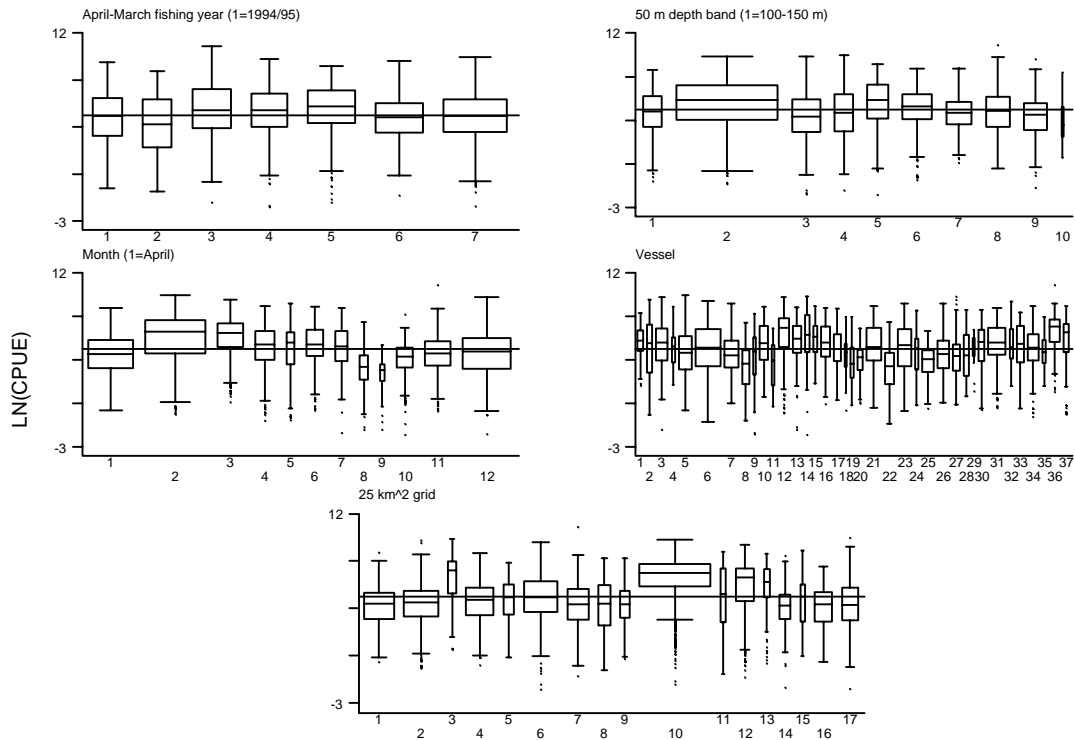 April-March fishing year (1=1994/95)
12
-3
1 2 3 4 5 6 7
50 m depth band (1=100-150 m)
12
-3
1 2 3 4 5 6 7 8 9 10
Month (1=April)
12
-3
1 2 3 4 5 6 7 8 9 10 11 12
Vessel
12
-3
1 2 3 4 5 6 7 8 9 10 11 12 13 14 15 16 17 18 19 20 21 22 23 24 25 26 27 28 29 30 31 32 33 34 35 36 37
LN(CPUE)
25 km^2 grid
12
-3
1 2 3 4 5 6 7 8 9 10 11 12 13 14 15 16 17